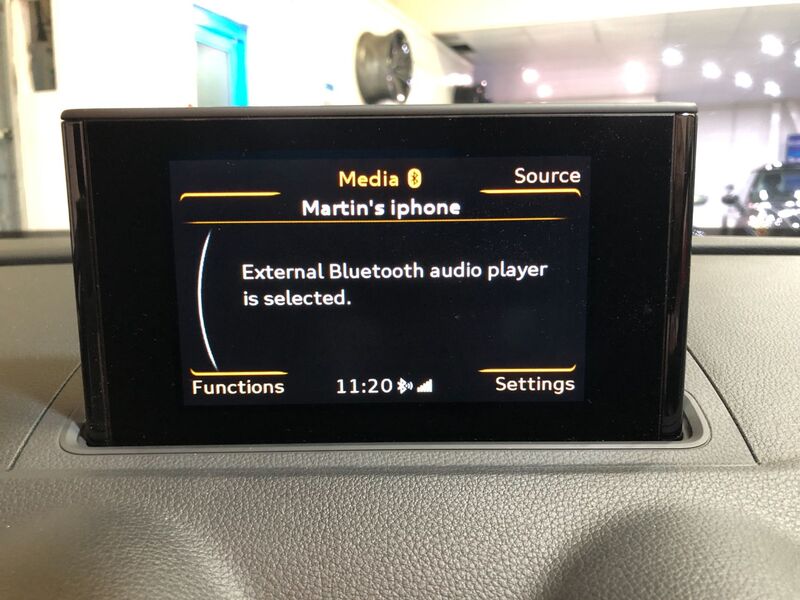 Media
Source
Martin's iphone
External Bluetooth audio player
is selected.
Functions
11:20
Settings